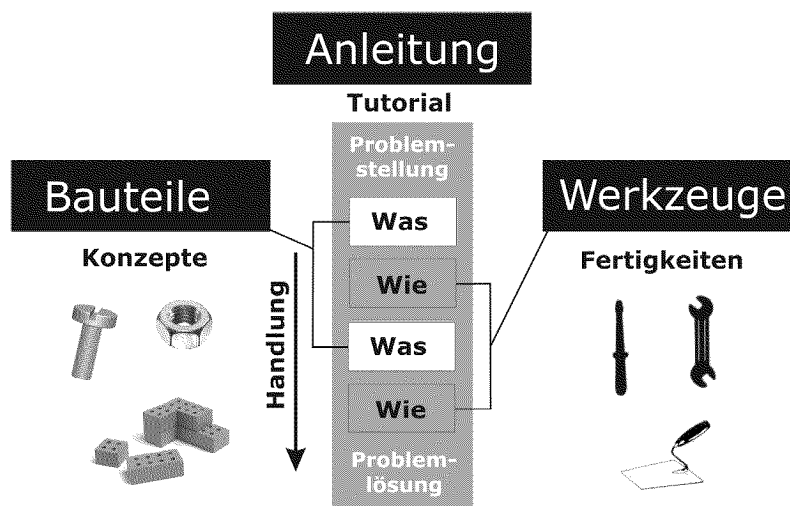 Anleitung
Tutorial
Problem-
stellung
Bauteile
Werkzeuge
Was
Konzepte
Fertigkeiten
Wie
Handlung
Was
Wie
Problem-
lösung